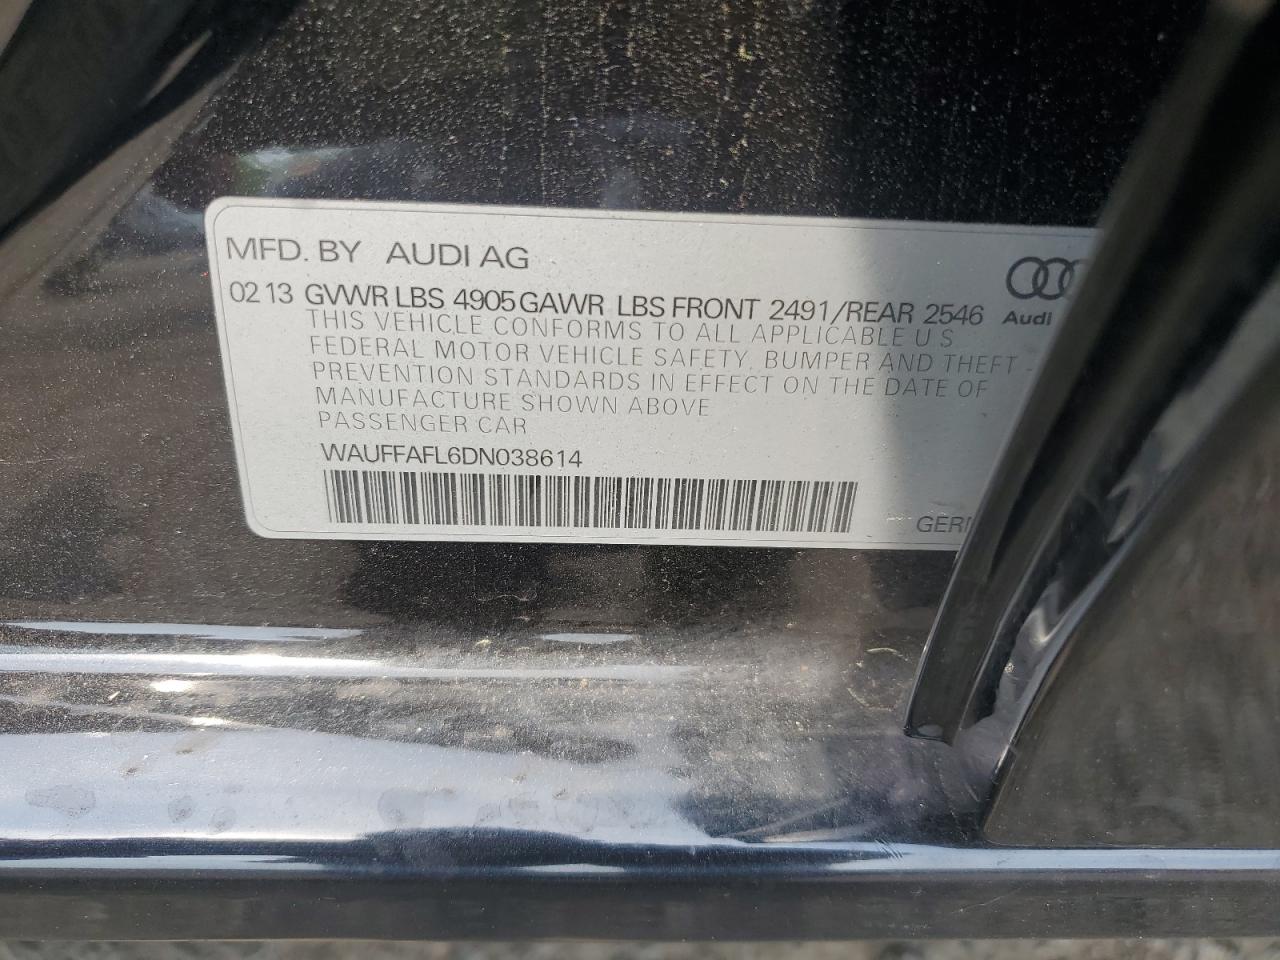 MFD. BY AUDI AG
02 13 GVWR LBS 4905 GAWR LBS FRONT 2491/REAR 2546
Audi
THIS VEHICLE CONFORMS TO ALL APPLICABLE U S
FEDERAL MOTOR VEHICLE SAFETY, BUMPER AND THEFT
PREVENTION STANDARDS IN EFFECT ON THE DATE OF
MANUFACTURE SHOWN ABOVE
PASSENGER CAR
WAUFFAFL6DN038614